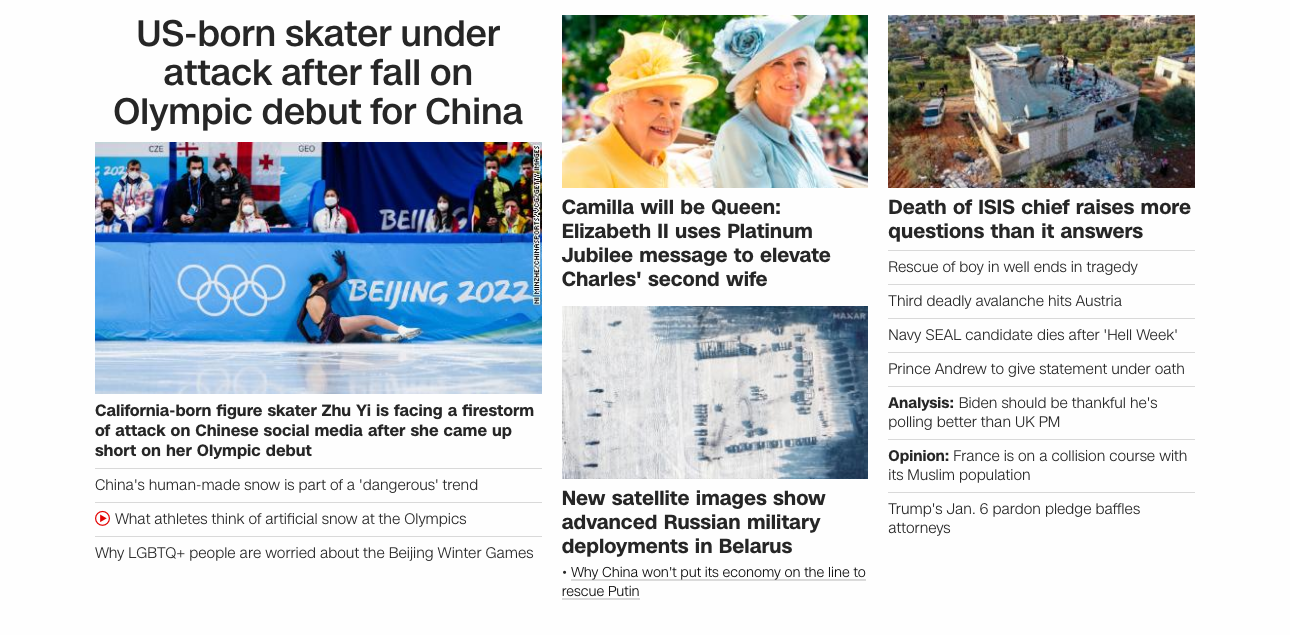 US-born skater under
attack after fall on
Olympic debut for China
CZE
GEO
BEIJING
BEIJING 2022
NI MINZHE/CHINASPORTS/VCG/GETTY IMAGES
California-born figure skater Zhu Yi is facing a firestorm
of attack on Chinese social media after she came up
short on her Olympic debut
China's human-made snow is part of a 'dangerous' trend
What athletes think of artificial snow at the Olympics
Why LGBTQ+ people are worried about the Beijing Winter Games
Camilla will be Queen:
Elizabeth II uses Platinum
Jubilee message to elevate
Charles' second wife
MAXAR
New satellite images show
advanced Russian military
deployments in Belarus
• Why China won't put its economy on the line to
rescue Putin
Death of ISIS chief raises more
questions than it answers
Rescue of boy in well ends in tragedy
Third deadly avalanche hits Austria
Navy SEAL candidate dies after 'Hell Week'
Prince Andrew to give statement under oath
Analysis: Biden should be thankful he's
polling better than UK PM
Opinion: France is on a collision course with
its Muslim population
Trump's Jan. 6 pardon pledge baffles
attorneys